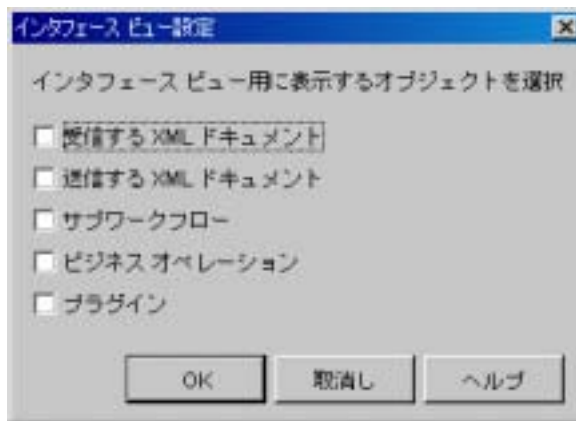 インタフェース ビュー設定
インタフェース ビュー用に表示するオブジェクトを選択
受信する XML ドキュメント
送信する XML ドキュメント
サブワークフロー
ビジネス オペレーション
プラグイン
OK 取消し ヘルプ